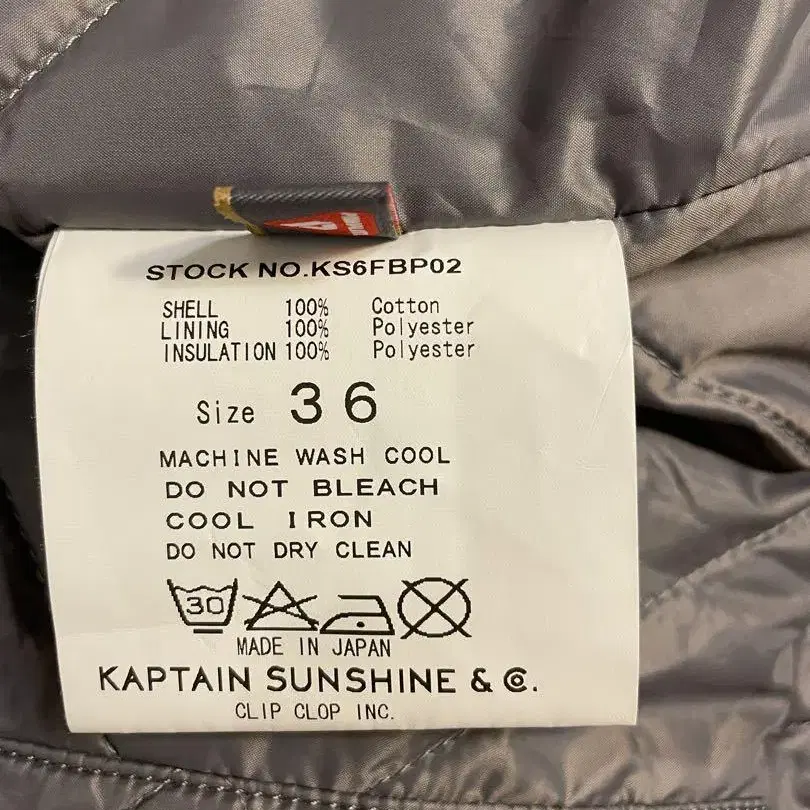 STOCK NO.KS6FBP02
SHELL 100% Cotton
LINING 100% Polyester
INSULATION 100% Polyester
Size 36
MACHINE WASH COOL
DO NOT BLEACH
COOL IRON
DO NOT DRY CLEAN
30
MADE IN JAPAN
KAPTAIN SUNSHINE & Co.
CLIP CLOP INC.